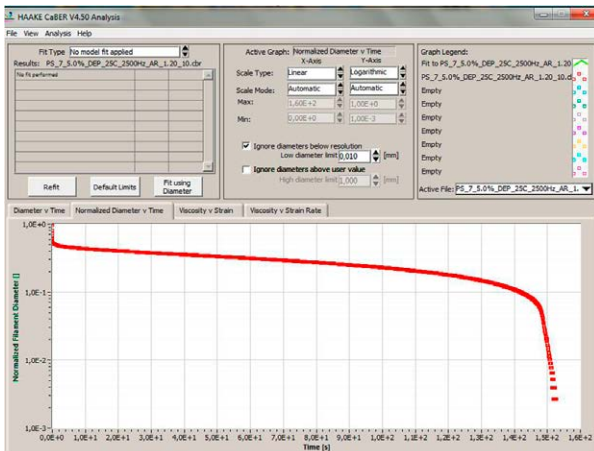 HAAKE CaBER V4.50 Analysis
File View Analysis Help
Fit Type No model fit applied
Results: PS_7_5.0%_DEP_25C_2500Hz_AR_1.20_10.cbr
No fit performed
Refit
Default Limits
Fit using Diameter
Active Graph: Normalized Diameter v Time
X-Axis Y-Axis
Scale Type: Linear Logarithmic
Scale Mode: Automatic Automatic
Max: 1,60E+2 1,00E+0
Min: 0,00E+0 1,00E-3
Ignore diameters below resolution
Low diameter limit 0,010 [mm]
Ignore diameters above user value
High diameter limit 1,000 [mm]
Graph Legend:
Fit to PS_7_5.0%_DEP_25C_2500Hz_AR_1.20
PS_7_5.0%_DEP_25C_2500Hz_AR_1.20_10.cl
Empty
Empty
Empty
Empty
Empty
Empty
Empty
Active File: PS_7_5.0%_DEP_25C_2500Hz_AR_1.
Diameter v Time Normalized Diameter v Time Viscosity v Strain Viscosity v Strain Rate
Normalized Filament Diameter []
1,0E+0
1,0E-1
1,0E-2
1,0E-3
0,0E+0 1,0E+1 2,0E+1 3,0E+1 4,0E+1 5,0E+1 6,0E+1 7,0E+1 8,0E+1 9,0E+1 1,0E+2 1,1E+2 1,2E+2 1,3E+2 1,4E+2 1,5E+2 1,6E+2
Time [s]